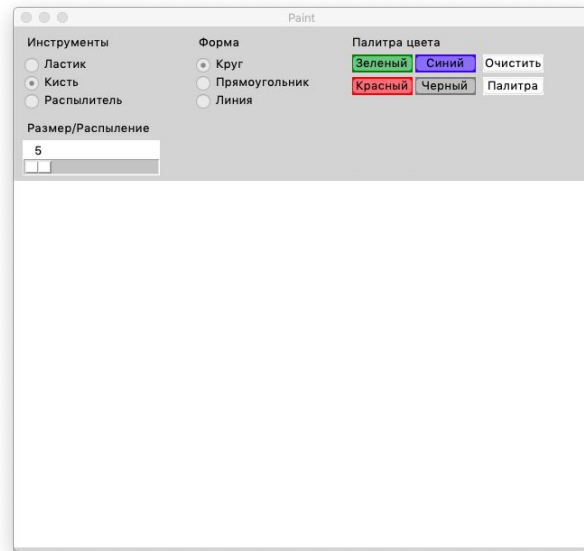 Paint
Инструменты
Ластик
Кисть
Распылитель
Форма
Круг
Прямоугольник
Линия
Палитра цвета
Зеленый Синий Очистить
Красный Черный Палитра
Размер/Распыление
5